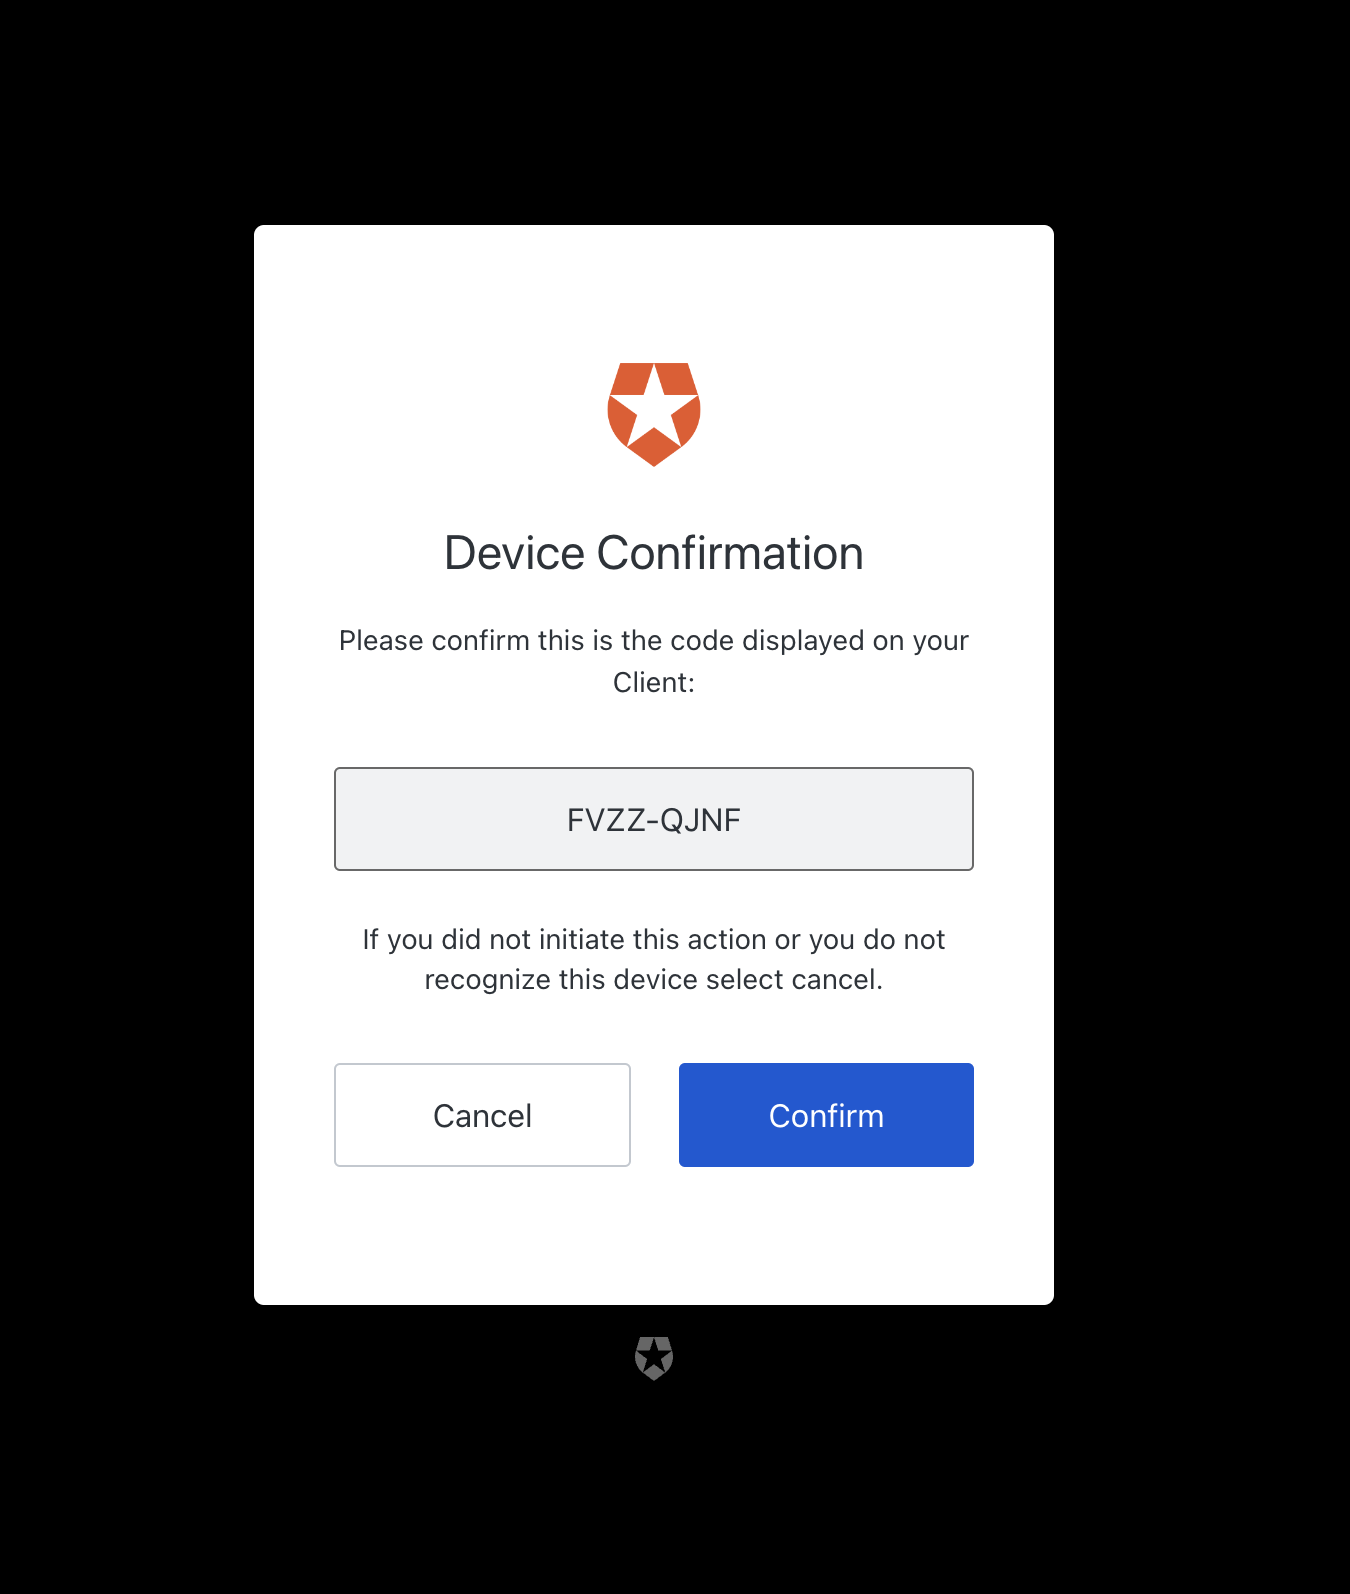 Device Confirmation
Please confirm this is the code displayed on your
Client:
FVZZ-QJNF
If you did not initiate this action or you do not
recognize this device select cancel.
Cancel
Confirm